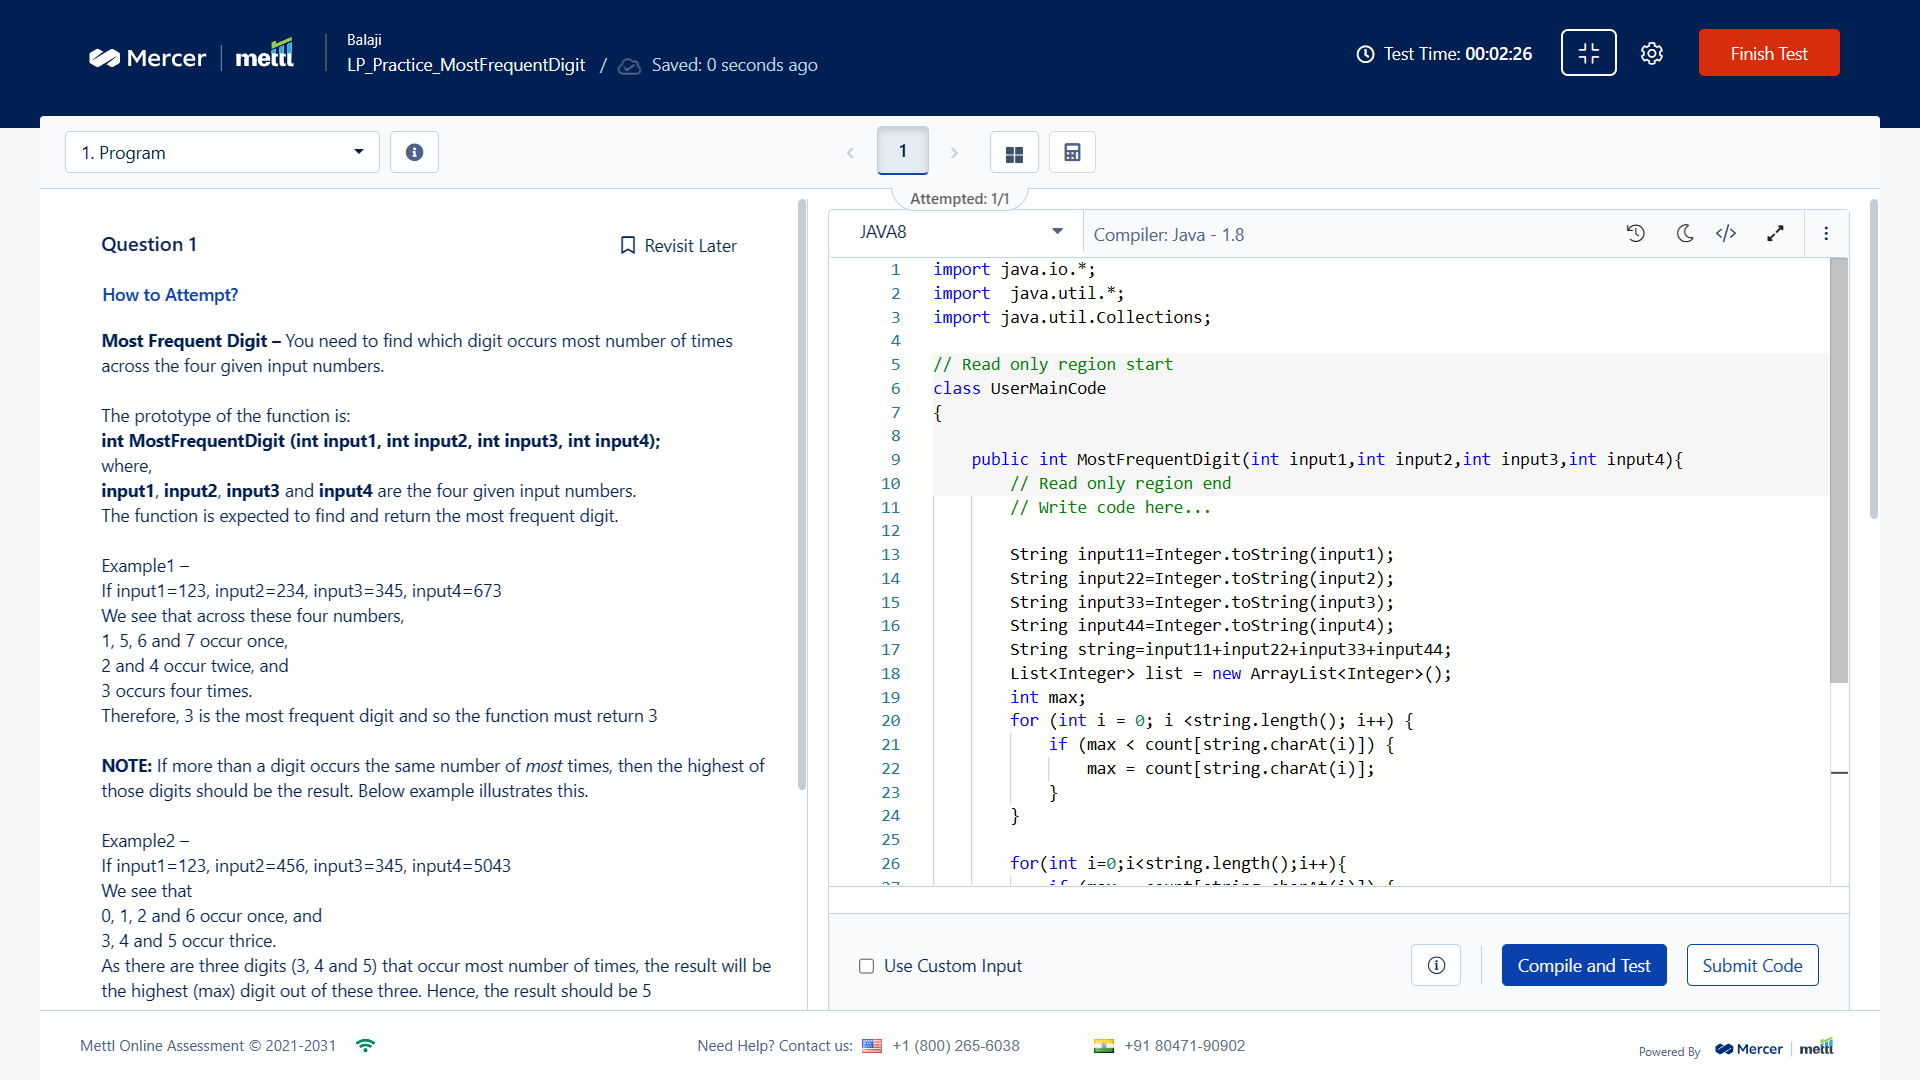 Mercer mettl
Balaji
LP_Practice_MostFrequentDigit / Saved: 0 seconds ago
Test Time: 00:02:26
Finish Test
1. Program
1
Attempted: 1/1
Question 1
Revisit Later
How to Attempt?
Most Frequent Digit – You need to find which digit occurs most number of times
across the four given input numbers.
The prototype of the function is:
int MostFrequentDigit (int input1, int input2, int input3, int input4);
where,
input1, input2, input3 and input4 are the four given input numbers.
The function is expected to find and return the most frequent digit.
Example1 –
If input1=123, input2=234, input3=345, input4=673
We see that across these four numbers,
1, 5, 6 and 7 occur once,
2 and 4 occur twice, and
3 occurs four times.
Therefore, 3 is the most frequent digit and so the function must return 3
NOTE: If more than a digit occurs the same number of most times, then the highest of
those digits should be the result. Below example illustrates this.
Example2 –
If input1=123, input2=456, input3=345, input4=5043
We see that
0, 1, 2 and 6 occur once, and
3, 4 and 5 occur thrice.
As there are three digits (3, 4 and 5) that occur most number of times, the result will be
the highest (max) digit out of these three. Hence, the result should be 5
JAVA8
Compiler: Java - 1.8
1 import java.io.*;
2 import  java.util.*;
3 import java.util.Collections;
4
5 // Read only region start
6 class UserMainCode
7 {
8
9     public int MostFrequentDigit(int input1,int input2,int input3,int input4){
10         // Read only region end
11         // Write code here...
12
13         String input11=Integer.toString(input1);
14         String input22=Integer.toString(input2);
15         String input33=Integer.toString(input3);
16         String input44=Integer.toString(input4);
17         String string=input11+input22+input33+input44;
18         List<Integer> list = new ArrayList<Integer>();
19         int max;
20         for (int i = 0; i <string.length(); i++) {
21             if (max < count[string.charAt(i)]) {
22                 max = count[string.charAt(i)];
23             }
24         }
25
26         for(int i=0;i<string.length();i++){
Use Custom Input
Compile and Test
Submit Code
Mettl Online Assessment © 2021-2031
Need Help? Contact us: +1 (800) 265-6038
+91 80471-90902
Powered By Mercer mettl